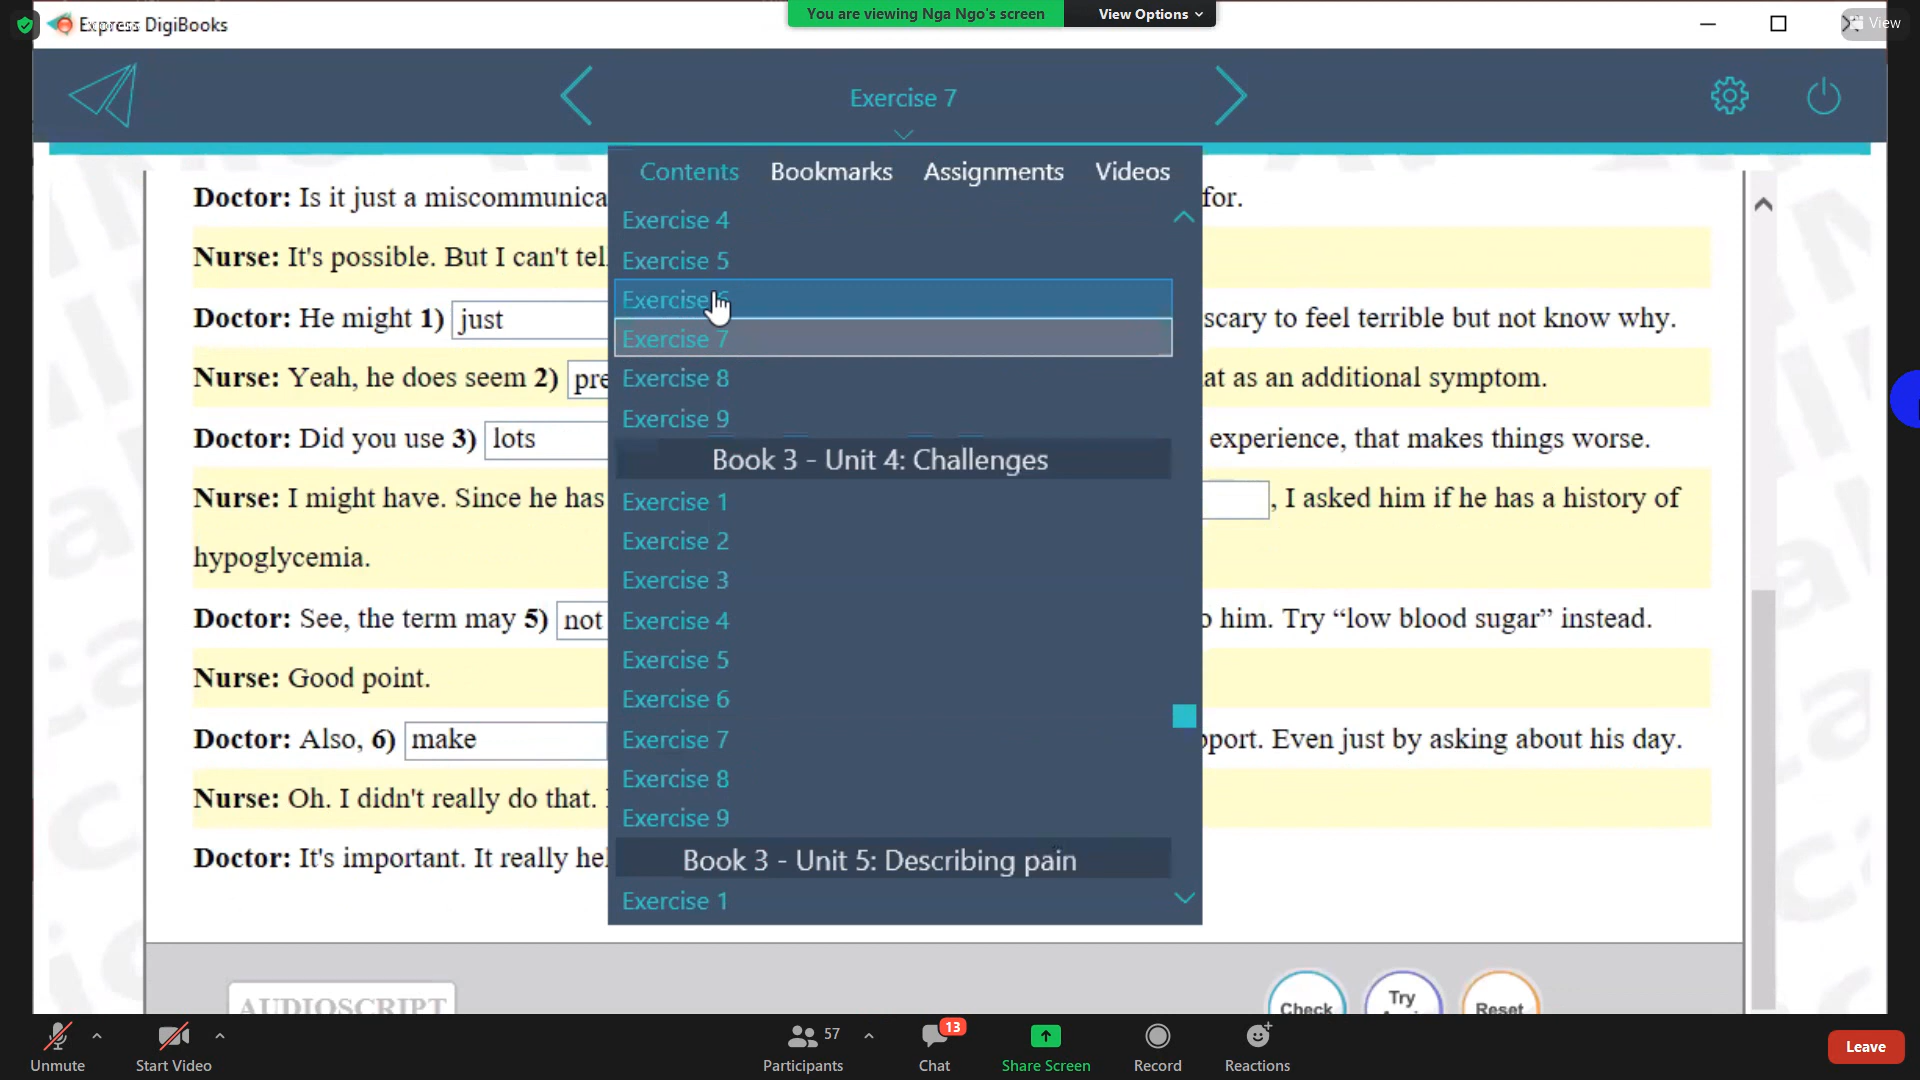 Express DigiBooks
You are viewing Nga Ngo's screen
View Options
View
Exercise 7
Contents Bookmarks Assignments Videos
Exercise 4
Exercise 5
Exercise 6
Exercise 7
Exercise 8
Exercise 9
Book 3 - Unit 4: Challenges
Exercise 1
Exercise 2
Exercise 3
Exercise 4
Exercise 5
Exercise 6
Exercise 7
Exercise 8
Exercise 9
Book 3 - Unit 5: Describing pain
Exercise 1
Doctor: Is it just a for.
Nurse: It's possible. But I can't
Doctor: He might 1) just scary to feel terrible but not know why.
Nurse: Yeah, he does seem 2) as an additional symptom.
Doctor: Did you use 3) lots experience, that makes things worse.
Nurse: I might have. Since he has , I asked him if he has a history of
hypoglycemia.
Doctor: See, the term may 5) not him. Try “low blood sugar” instead.
Nurse: Good point.
Doctor: Also, 6) make Even just by asking about his day.
Nurse: Oh. I didn't really do that.
Doctor: It's important. It really
AUDIOSCRIPT
Check Try Reset
Unmute
Start Video
57
Participants
13
Chat
Share Screen
Record
Reactions
Leave